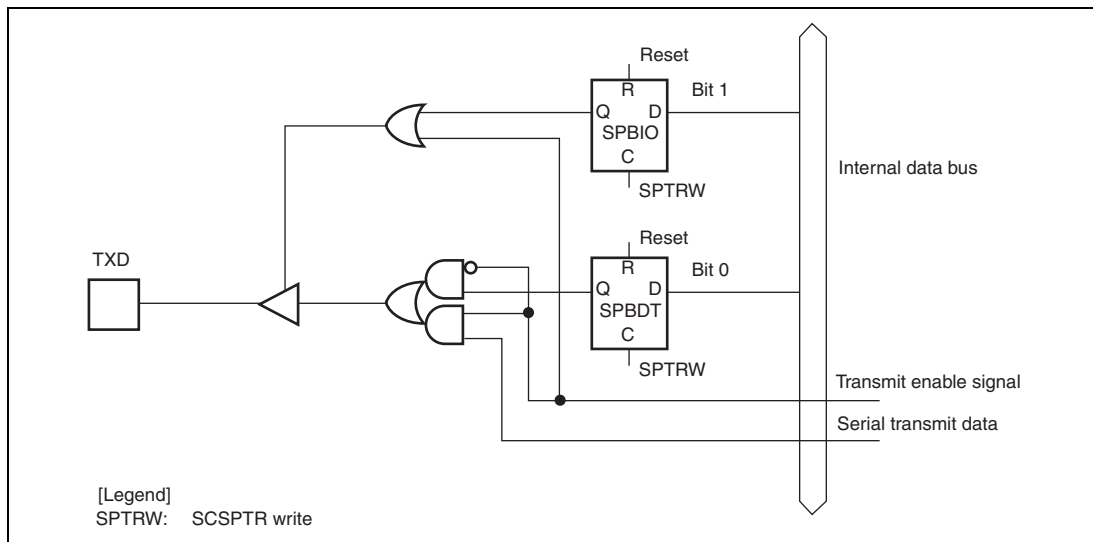 Reset
R
Bit 1
Q D
SPBIO
C
SPTRW
Internal data bus
Reset
R
Bit 0
Q D
SPBDT
C
SPTRW
TXD
Transmit enable signal
Serial transmit data
[Legend]
SPTRW: SCSPTR write